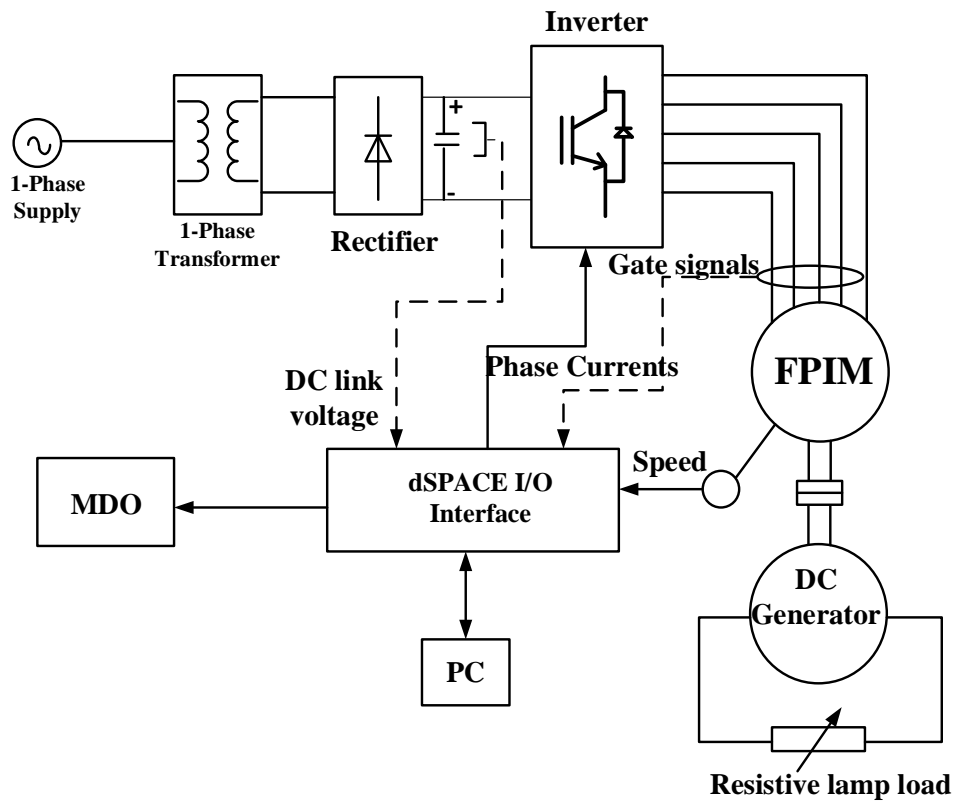 Inverter
+
-
1-Phase
Supply
1-Phase
Transformer
Rectifier
Gate signals
FPIM
Phase Currents
DC link
voltage
Speed
dSPACE I/O
Interface
MDO
DC
Generator
PC
Resistive lamp load